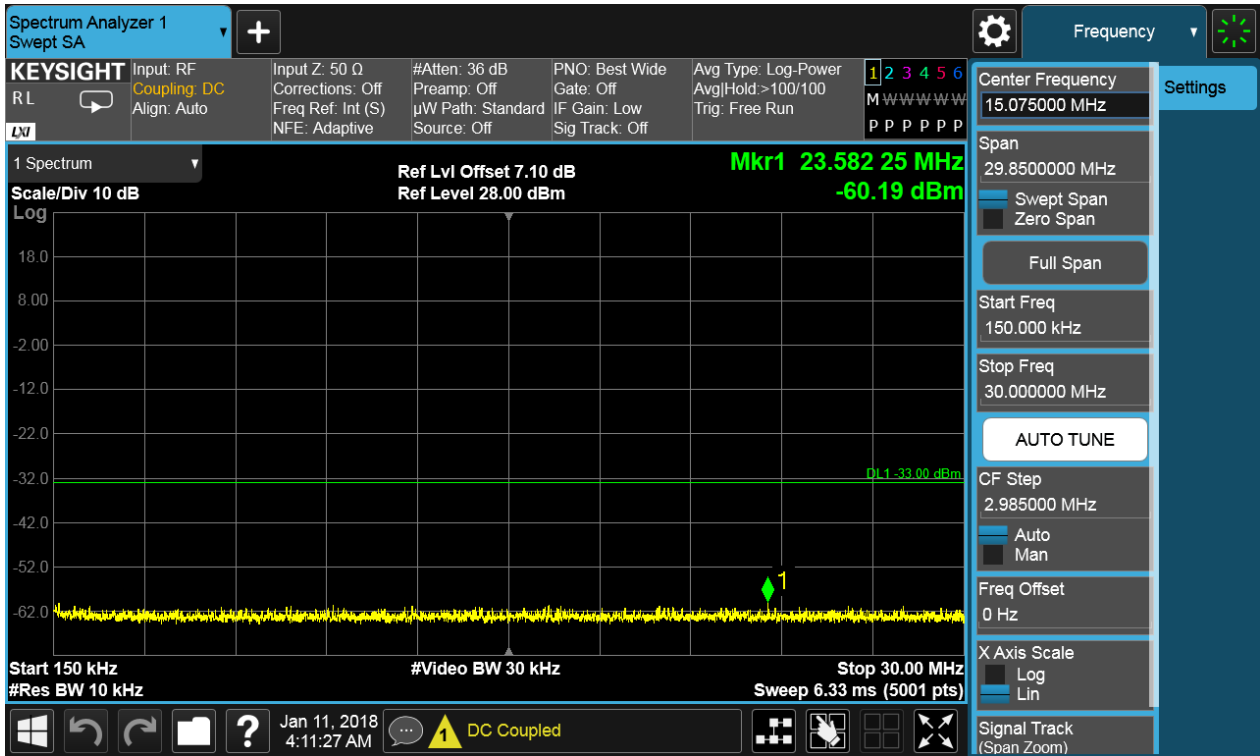 Spectrum Analyzer 1
Swept SA
+
Frequency
KEYSIGHT
R L
LXI
Input: RF
Coupling: DC
Align: Auto
Input Z: 50 Ω
Corrections: Off
Freq Ref: Int (S)
NFE: Adaptive
#Atten: 36 dB
Preamp: Off
µW Path: Standard
Source: Off
PNO: Best Wide
Gate: Off
IF Gain: Low
Sig Track: Off
Avg Type: Log-Power
Avg|Hold:>100/100
Trig: Free Run
1 2 3 4 5 6
M W W W W W
P P P P P P
1 Spectrum
Scale/Div 10 dB
Log
Ref Lvl Offset 7.10 dB
Ref Level 28.00 dBm
Mkr1 23.582 25 MHz
-60.19 dBm
18.0
8.00
-2.00
-12.0
-22.0
-32.0
-42.0
-52.0
-62.0
DL1 -33.00 dBm
1
Start 150 kHz
#Res BW 10 kHz
#Video BW 30 kHz
Stop 30.00 MHz
Sweep 6.33 ms (5001 pts)
Center Frequency
15.075000 MHz
Span
29.8500000 MHz
Swept Span
Zero Span
Full Span
Start Freq
150.000 kHz
Stop Freq
30.000000 MHz
AUTO TUNE
CF Step
2.985000 MHz
Auto
Man
Freq Offset
0 Hz
X Axis Scale
Log
Lin
Signal Track
(Span Zoom)
Settings
?
Jan 11, 2018
4:11:27 AM
1
DC Coupled